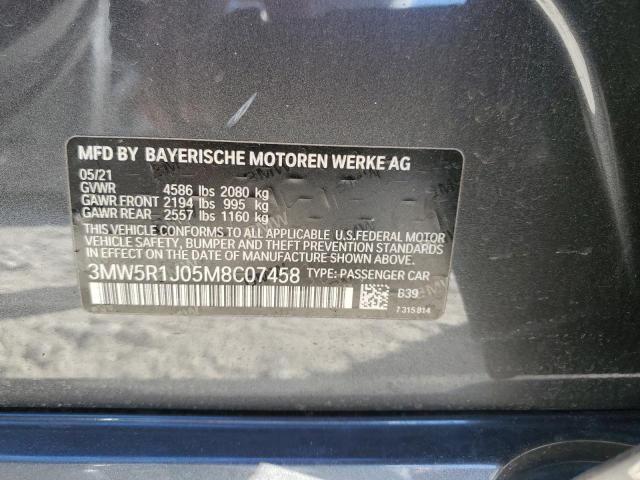 MFD BY BAYERISCHE MOTOREN WERKE AG
05/21
GVWR 4586 lbs 2080 kg
GAWR FRONT 2194 lbs 995 kg
GAWR REAR 2557 lbs 1160 kg
THIS VEHICLE CONFORMS TO ALL APPLICABLE U.S.FEDERAL MOTOR
VEHICLE SAFETY, BUMPER AND THEFT PREVENTION STANDARDS
IN EFFECT ON THE DATE OF MANUFACTURE SHOWN ABOVE.
3MW5R1J05M8C07458 TYPE: PASSENGER CAR
B39
7 315 814